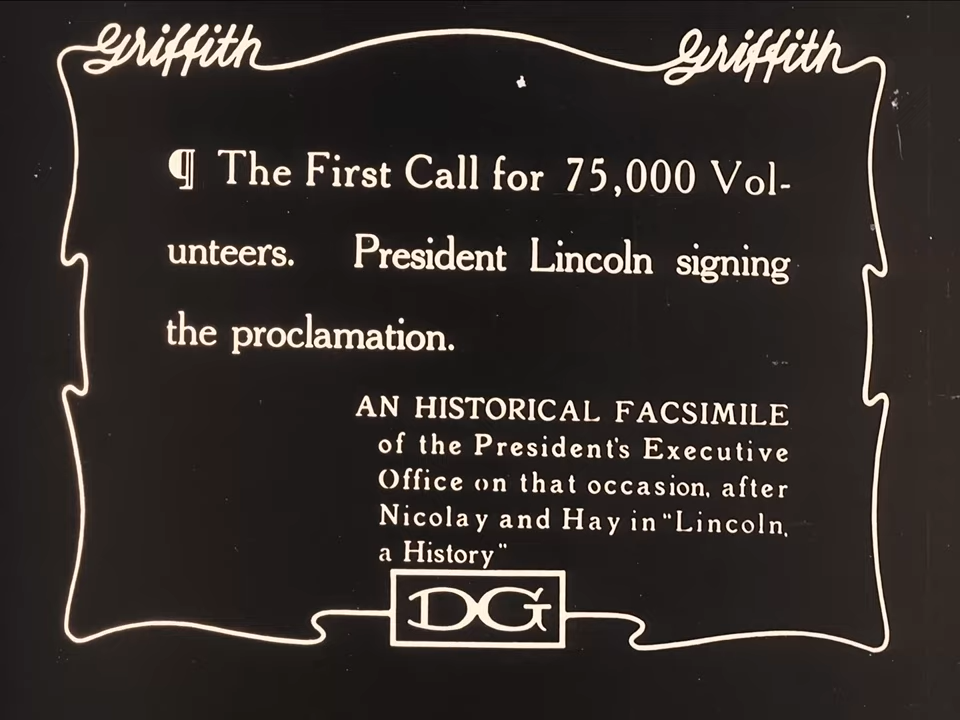 Griffith Griffith
¶ The First Call for 75,000 Vol-
unteers. President Lincoln signing
the proclamation.
AN HISTORICAL FACSIMILE
of the President's Executive
Office on that occasion, after
Nicolay and Hay in "Lincoln,
a History"
DG